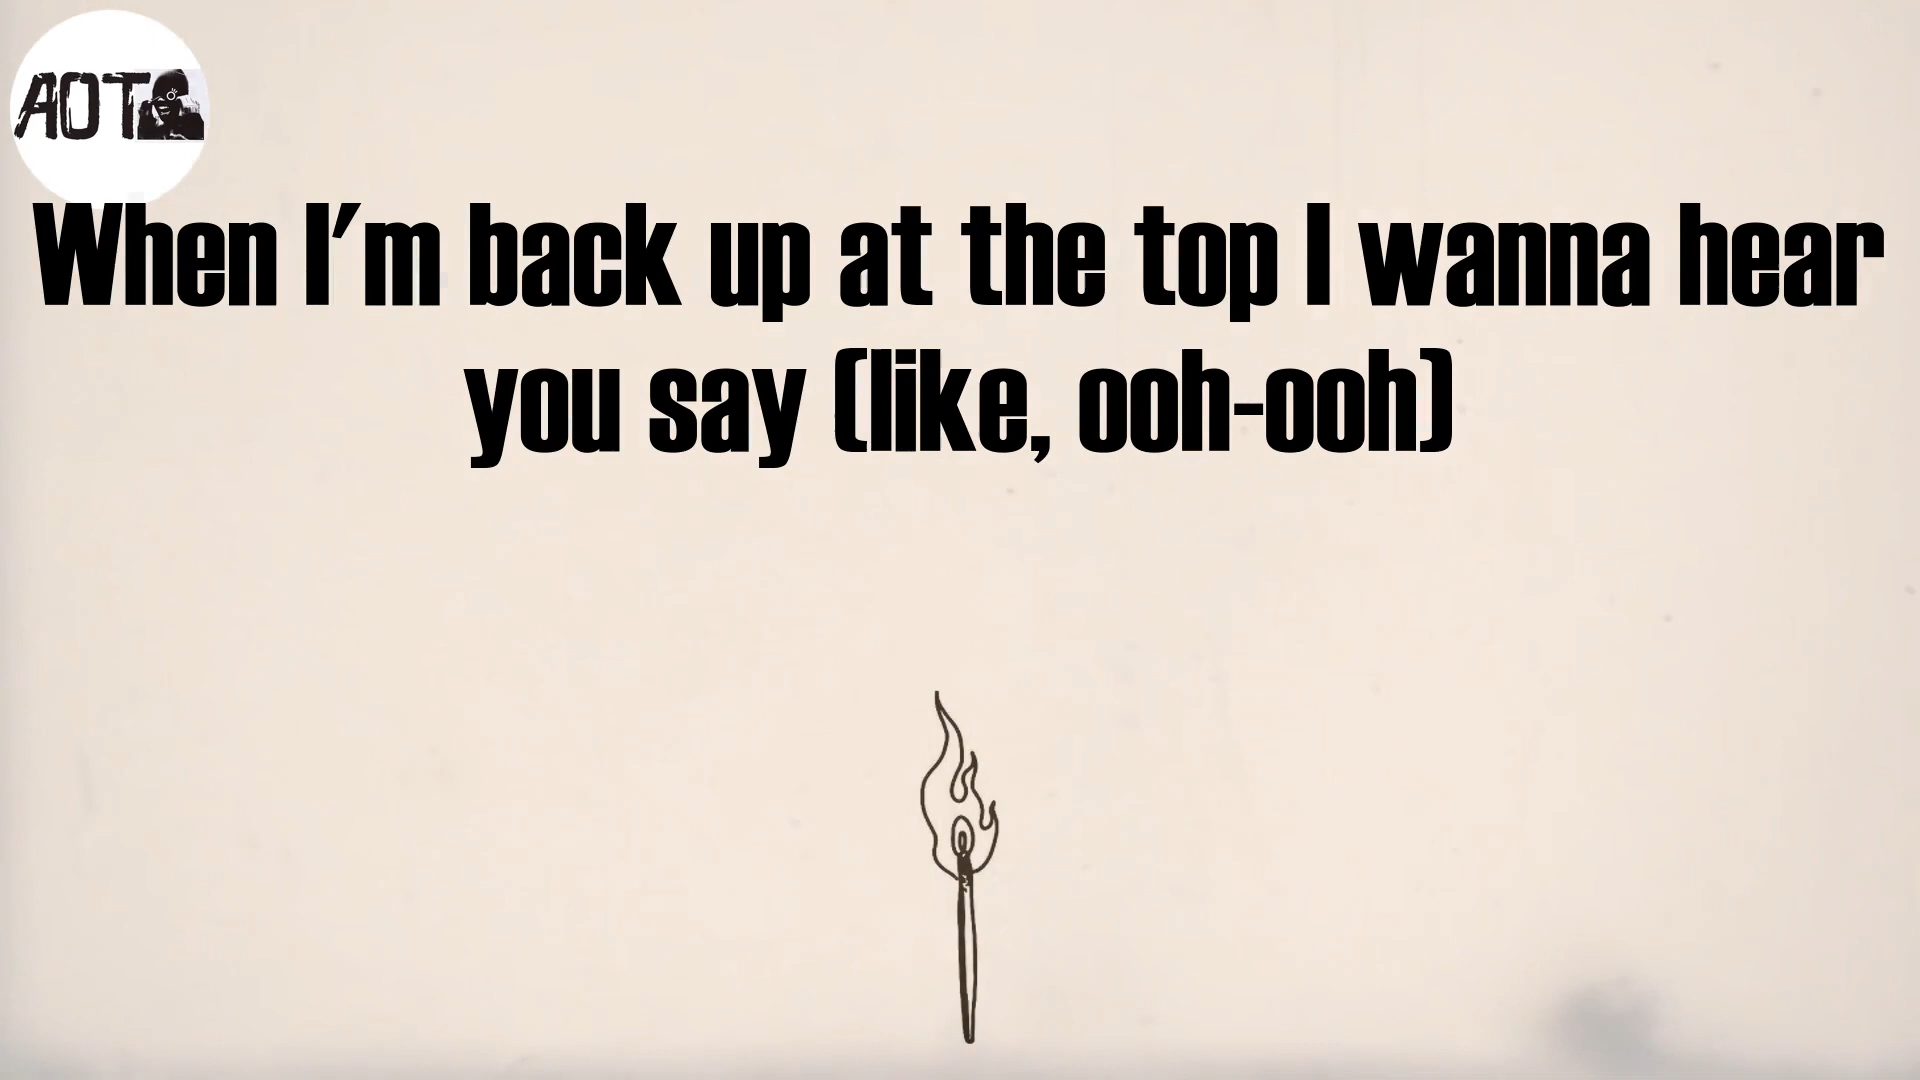 AOT
When I'm back up at the top I wanna hear
you say (like, ooh-ooh)